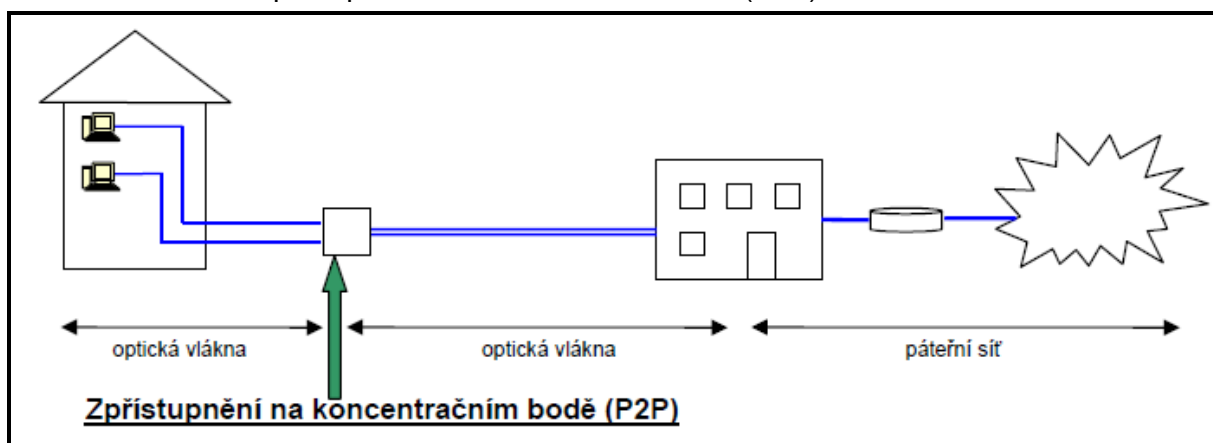 optická vlákna optická vlákna páteřní síť
Zpřístupnění na koncentračním bodě (P2P)